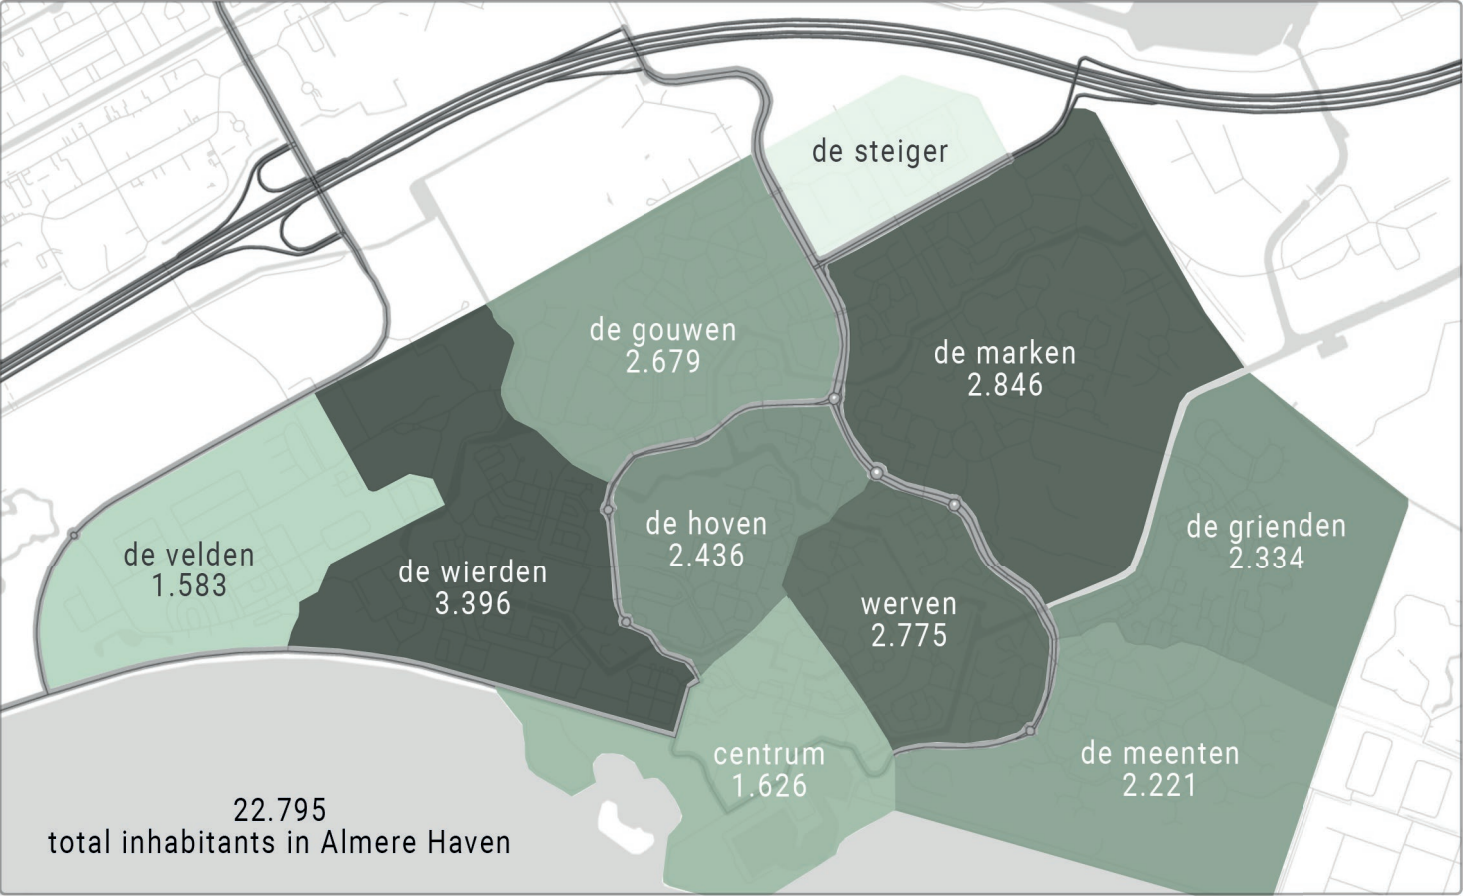 de steiger
de gouwen
2.679
de marken
2.846
de hoven
2.436
de grienden
2.334
de velden
1.583
de wierden
3.396
werven
2.775
centrum
1.626
de meenten
2.221
22.795
total inhabitants in Almere Haven